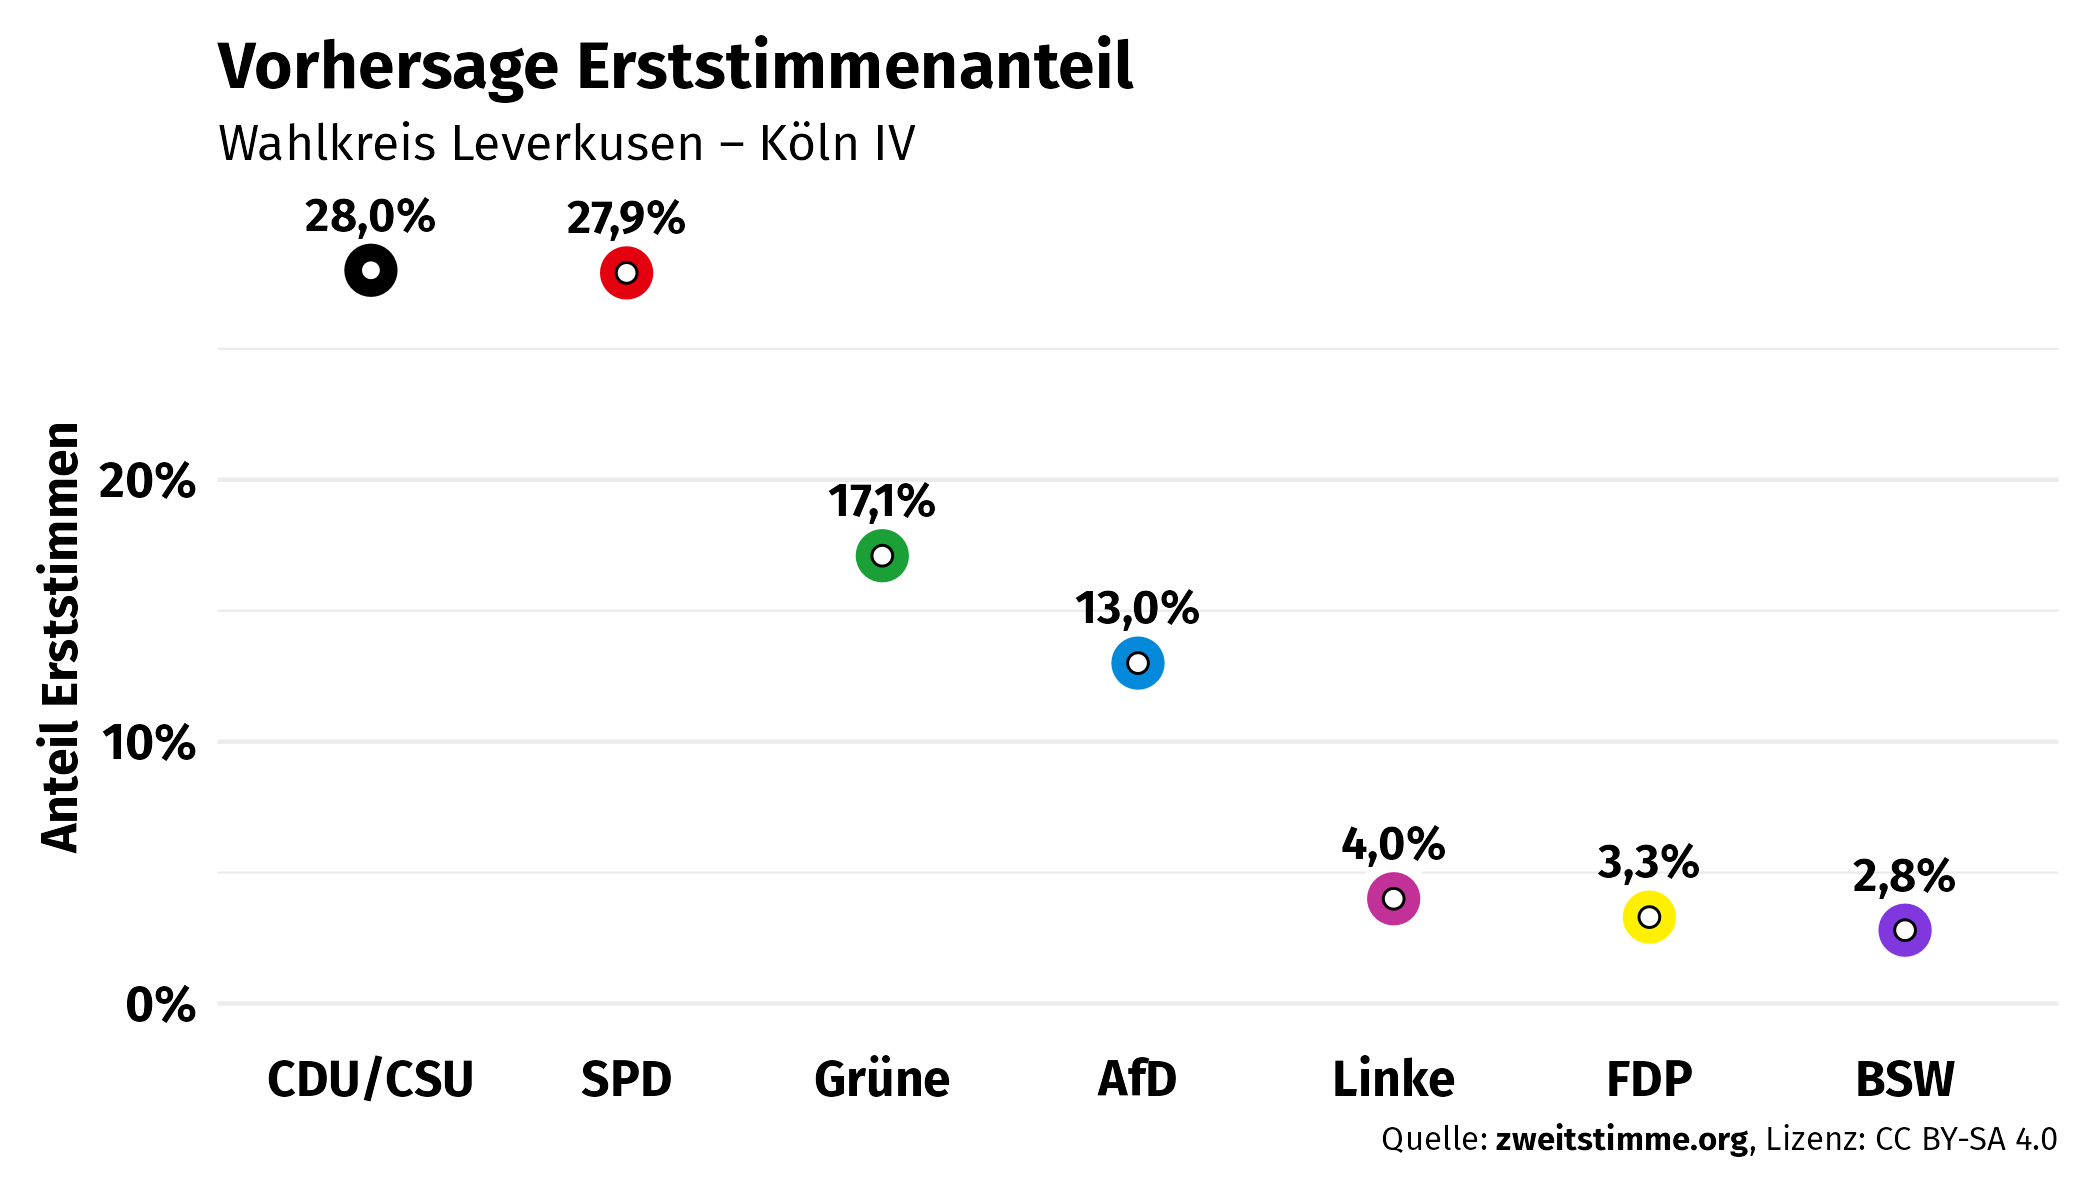 Vorhersage Erststimmenanteil
Wahlkreis Leverkusen – Köln IV
28,0%
27,9%
17,1%
13,0%
4,0%
3,3%
2,8%
Anteil Erststimmen
20%
10%
0%
CDU/CSU
SPD
Grüne
AfD
Linke
FDP
BSW
Quelle: zweitstimme.org, Lizenz: CC BY-SA 4.0